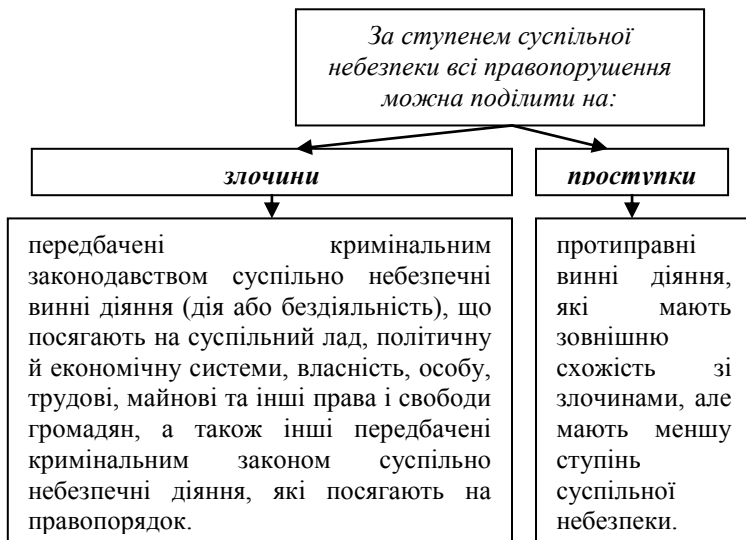 За ступенем суспільної
небезпеки всі правопорушення
можна поділити на:
злочини
проступки
передбачені кримінальним
законодавством суспільно небезпечні
винні діяння (дія або бездіяльність), що
посягають на суспільний лад, політичну
й економічну системи, власність, особу,
трудові, майнові та інші права і свободи
громадян, а також інші передбачені
кримінальним законом суспільно
небезпечні діяння, які посягають на
правопорядок.
протиправні
винні діяння,
які мають
зовнішню
схожість зі
злочинами, але
мають меншу
ступінь
суспільної
небезпеки.